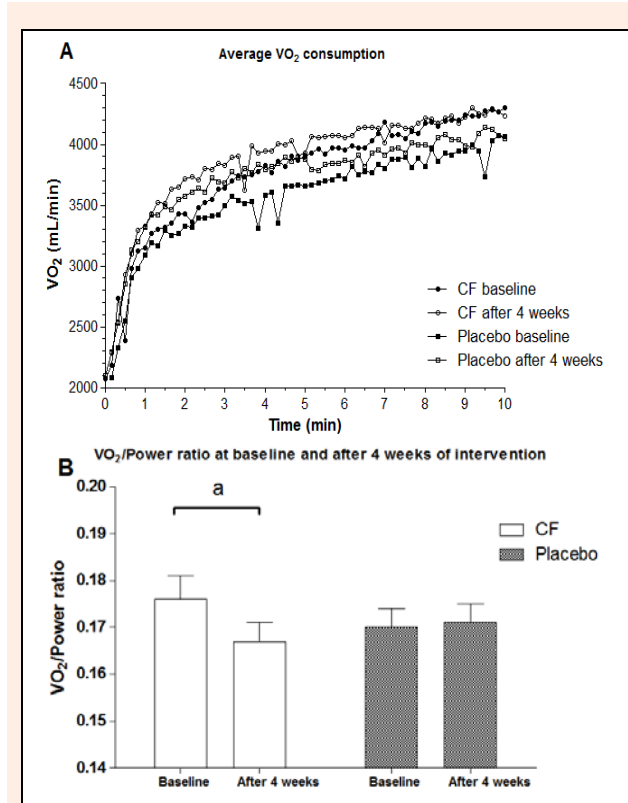 A
Average VO₂ consumption
4500
4000
3500
3000
2500
2000
VO₂ (mL/min)
CF baseline
CF after 4 weeks
Placebo baseline
Placebo after 4 weeks
0 1 2 3 4 5 6 7 8 9 10
Time (min)
B
VO₂/Power ratio at baseline and after 4 weeks of intervention
0.20
0.19
0.18
0.17
0.16
0.15
0.14
VO₂/Power ratio
a
CF
Placebo
Baseline After 4 weeks Baseline After 4 weeks